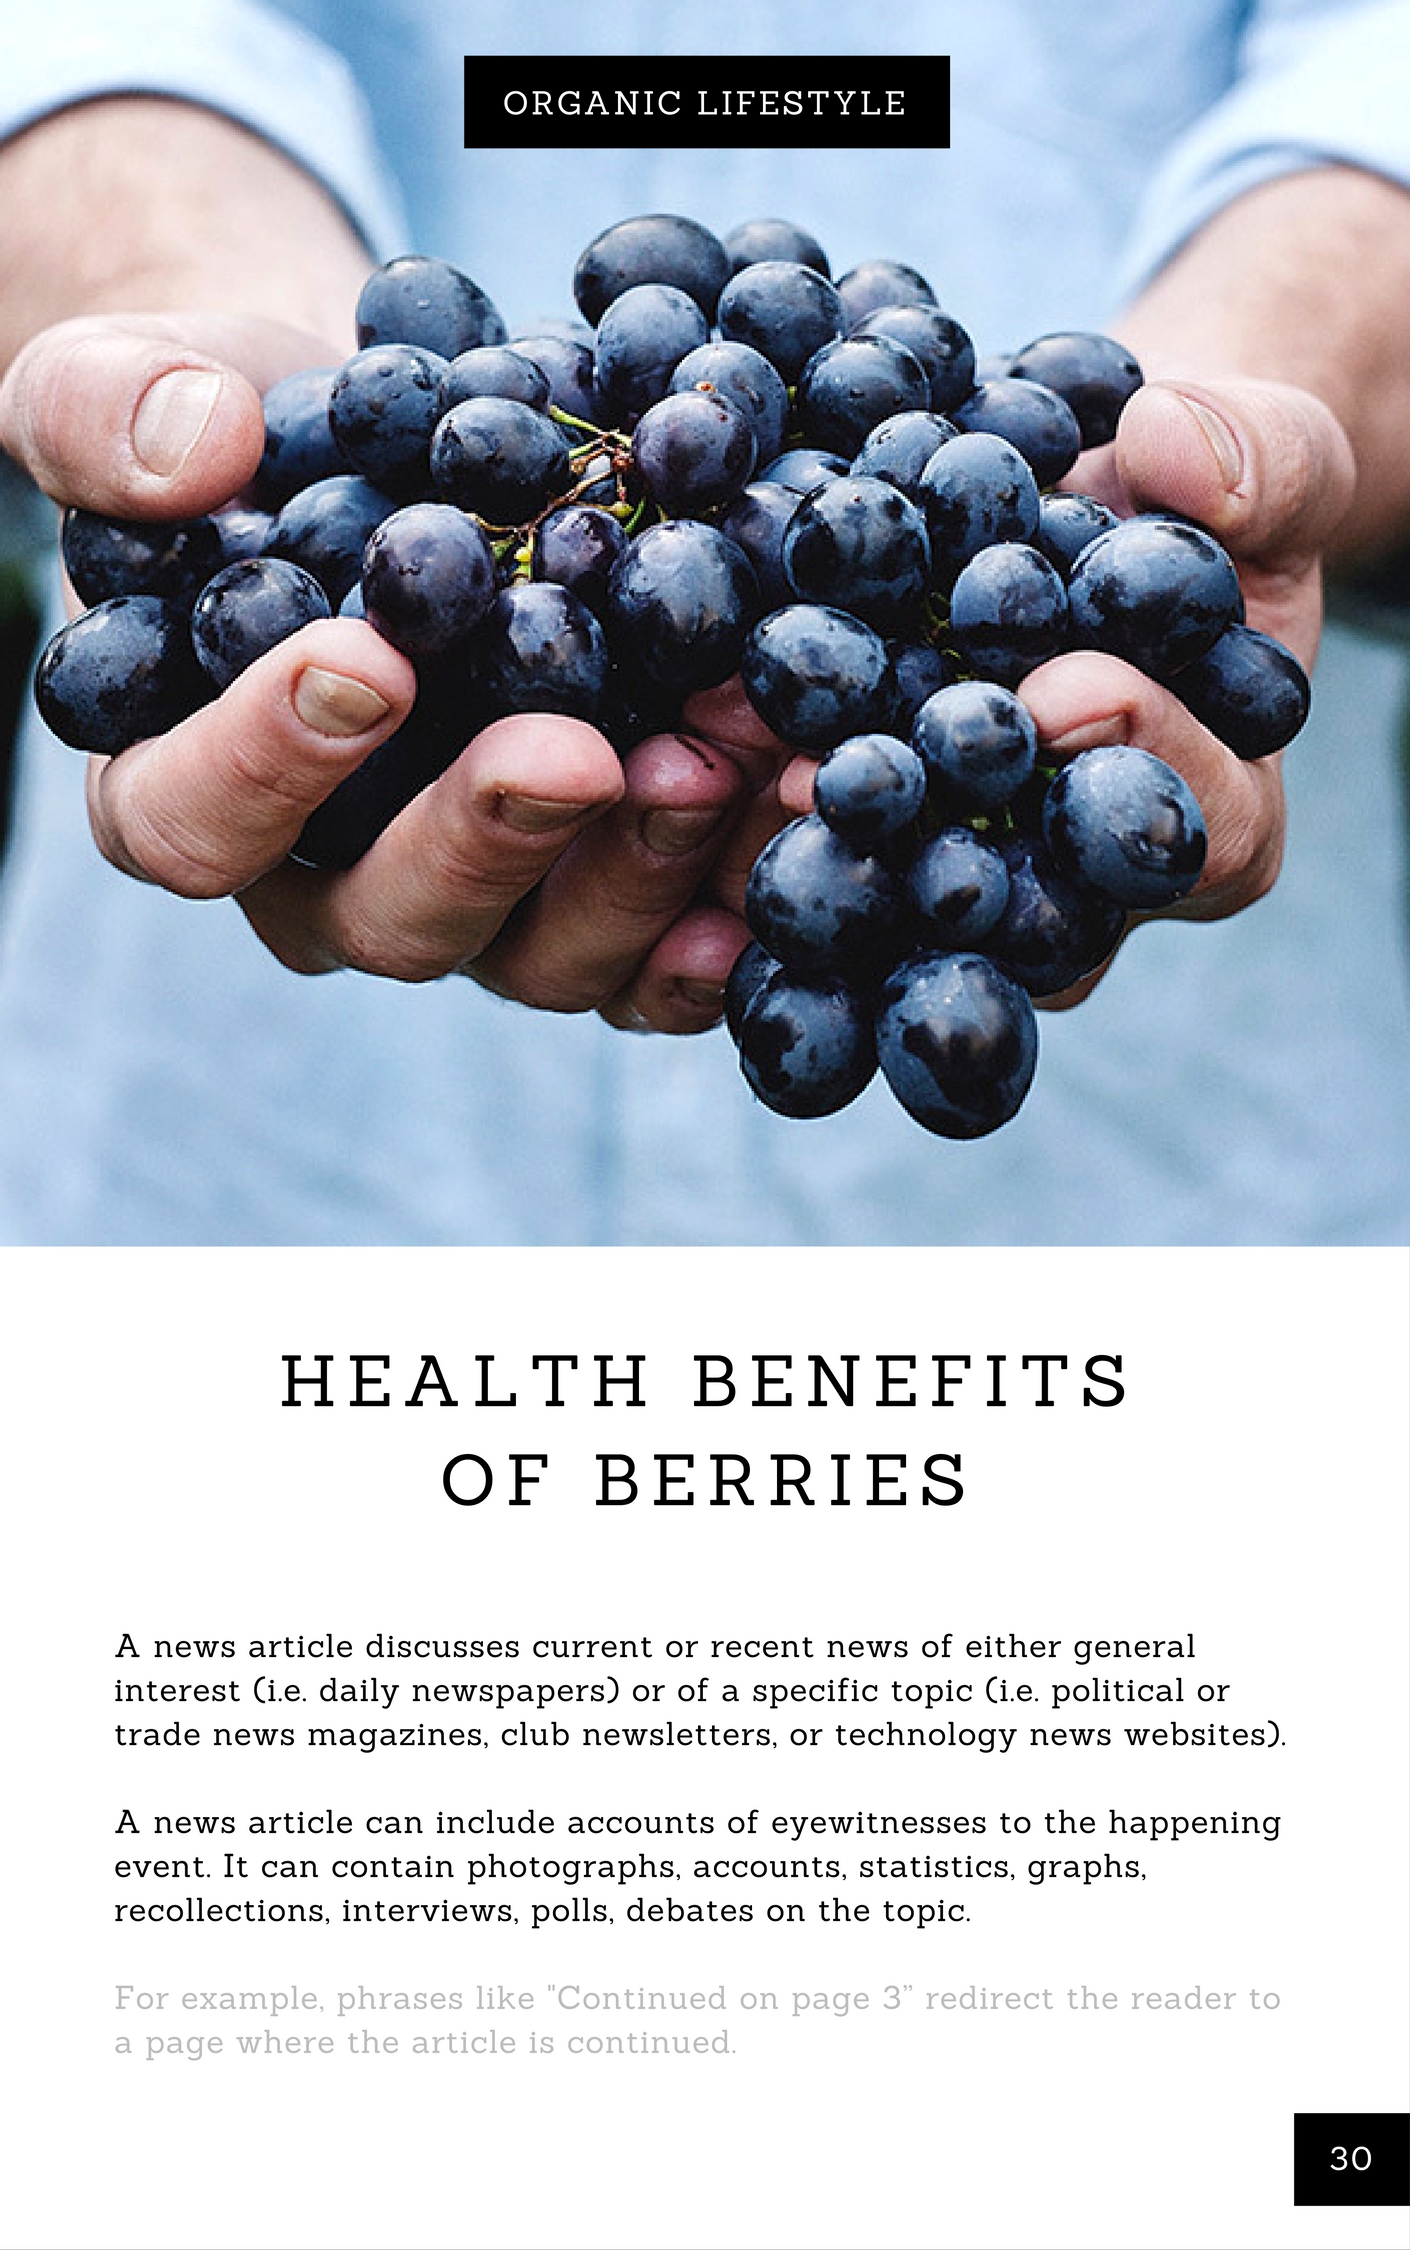 ORGANIC LIFESTYLE
HEALTH BENEFITS
OF BERRIES
A news article discusses current or recent news of either general
interest (i.e. daily newspapers) or of a specific topic (i.e. political or
trade news magazines, club newsletters, or technology news websites).
A news article can include accounts of eyewitnesses to the happening
event. It can contain photographs, accounts, statistics, graphs,
recollections, interviews, polls, debates on the topic.
For example, phrases like "Continued on page 3” redirect the reader to
a page where the article is continued.
30